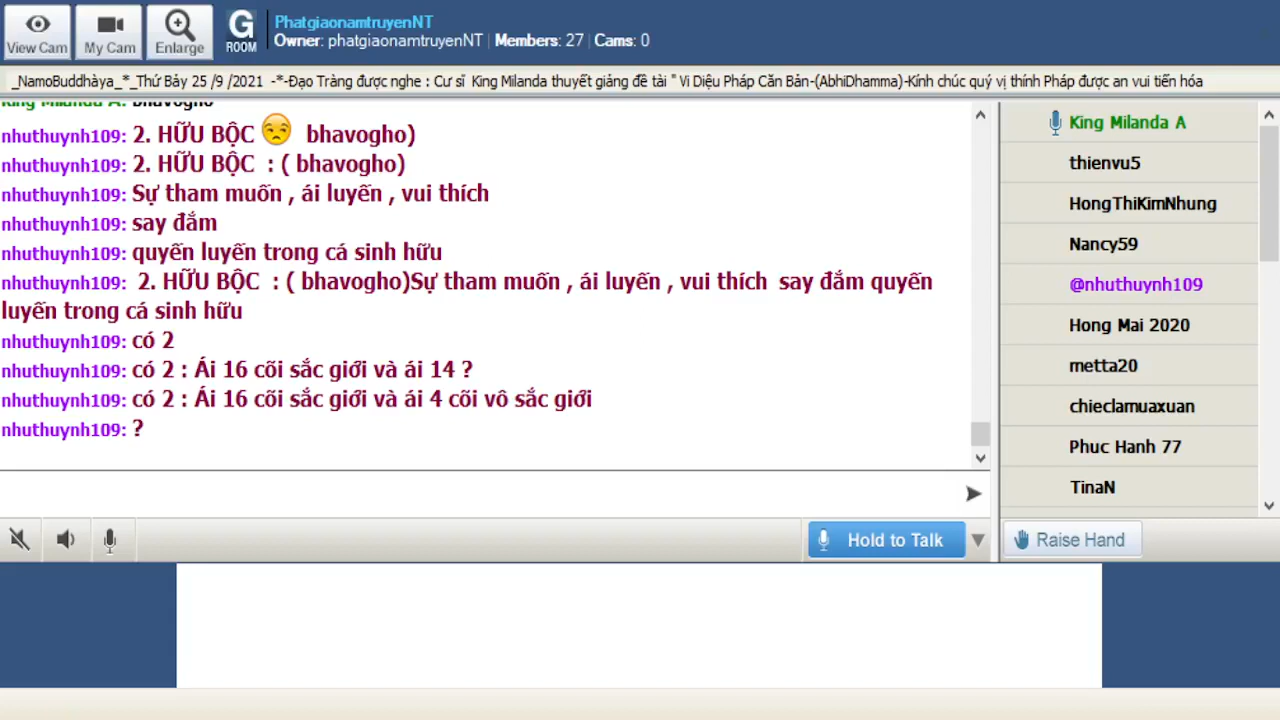 View Cam
My Cam
Enlarge
G
ROOM
PhatgiaonamtruyenNT
Owner: phatgiaonamtruyenNT | Members: 27 | Cams: 0
_NamoBuddhàya_*_Thứ Bảy 25 /9 /2021 -*-Đạo Tràng được nghe : Cư sĩ King Milanda thuyết giảng đề tài " Vi Diệu Pháp Căn Bản-(AbhiDhamma)-Kính chúc quý vị thính Pháp được an vui tiến hóa
King Milanda A: bhavogho
nhuthuynh109: 2. HỮU BỘC bhavogho)
nhuthuynh109: 2. HỮU BỘC : ( bhavogho)
nhuthuynh109: Sự tham muốn , ái luyến , vui thích
nhuthuynh109: say đắm
nhuthuynh109: quyến luyến trong cá sinh hữu
nhuthuynh109: 2. HỮU BỘC : ( bhavogho)Sự tham muốn , ái luyến , vui thích say đắm quyến
luyến trong cá sinh hữu
nhuthuynh109: có 2
nhuthuynh109: có 2 : Ái 16 cõi sắc giới và ái 14 ?
nhuthuynh109: có 2 : Ái 16 cõi sắc giới và ái 4 cõi vô sắc giới
nhuthuynh109: ?
King Milanda A
thienvu5
HongThiKimNhung
Nancy59
@nhuthuynh109
Hong Mai 2020
metta20
chieclamuaxuan
Phuc Hanh 77
TinaN
Hold to Talk
Raise Hand